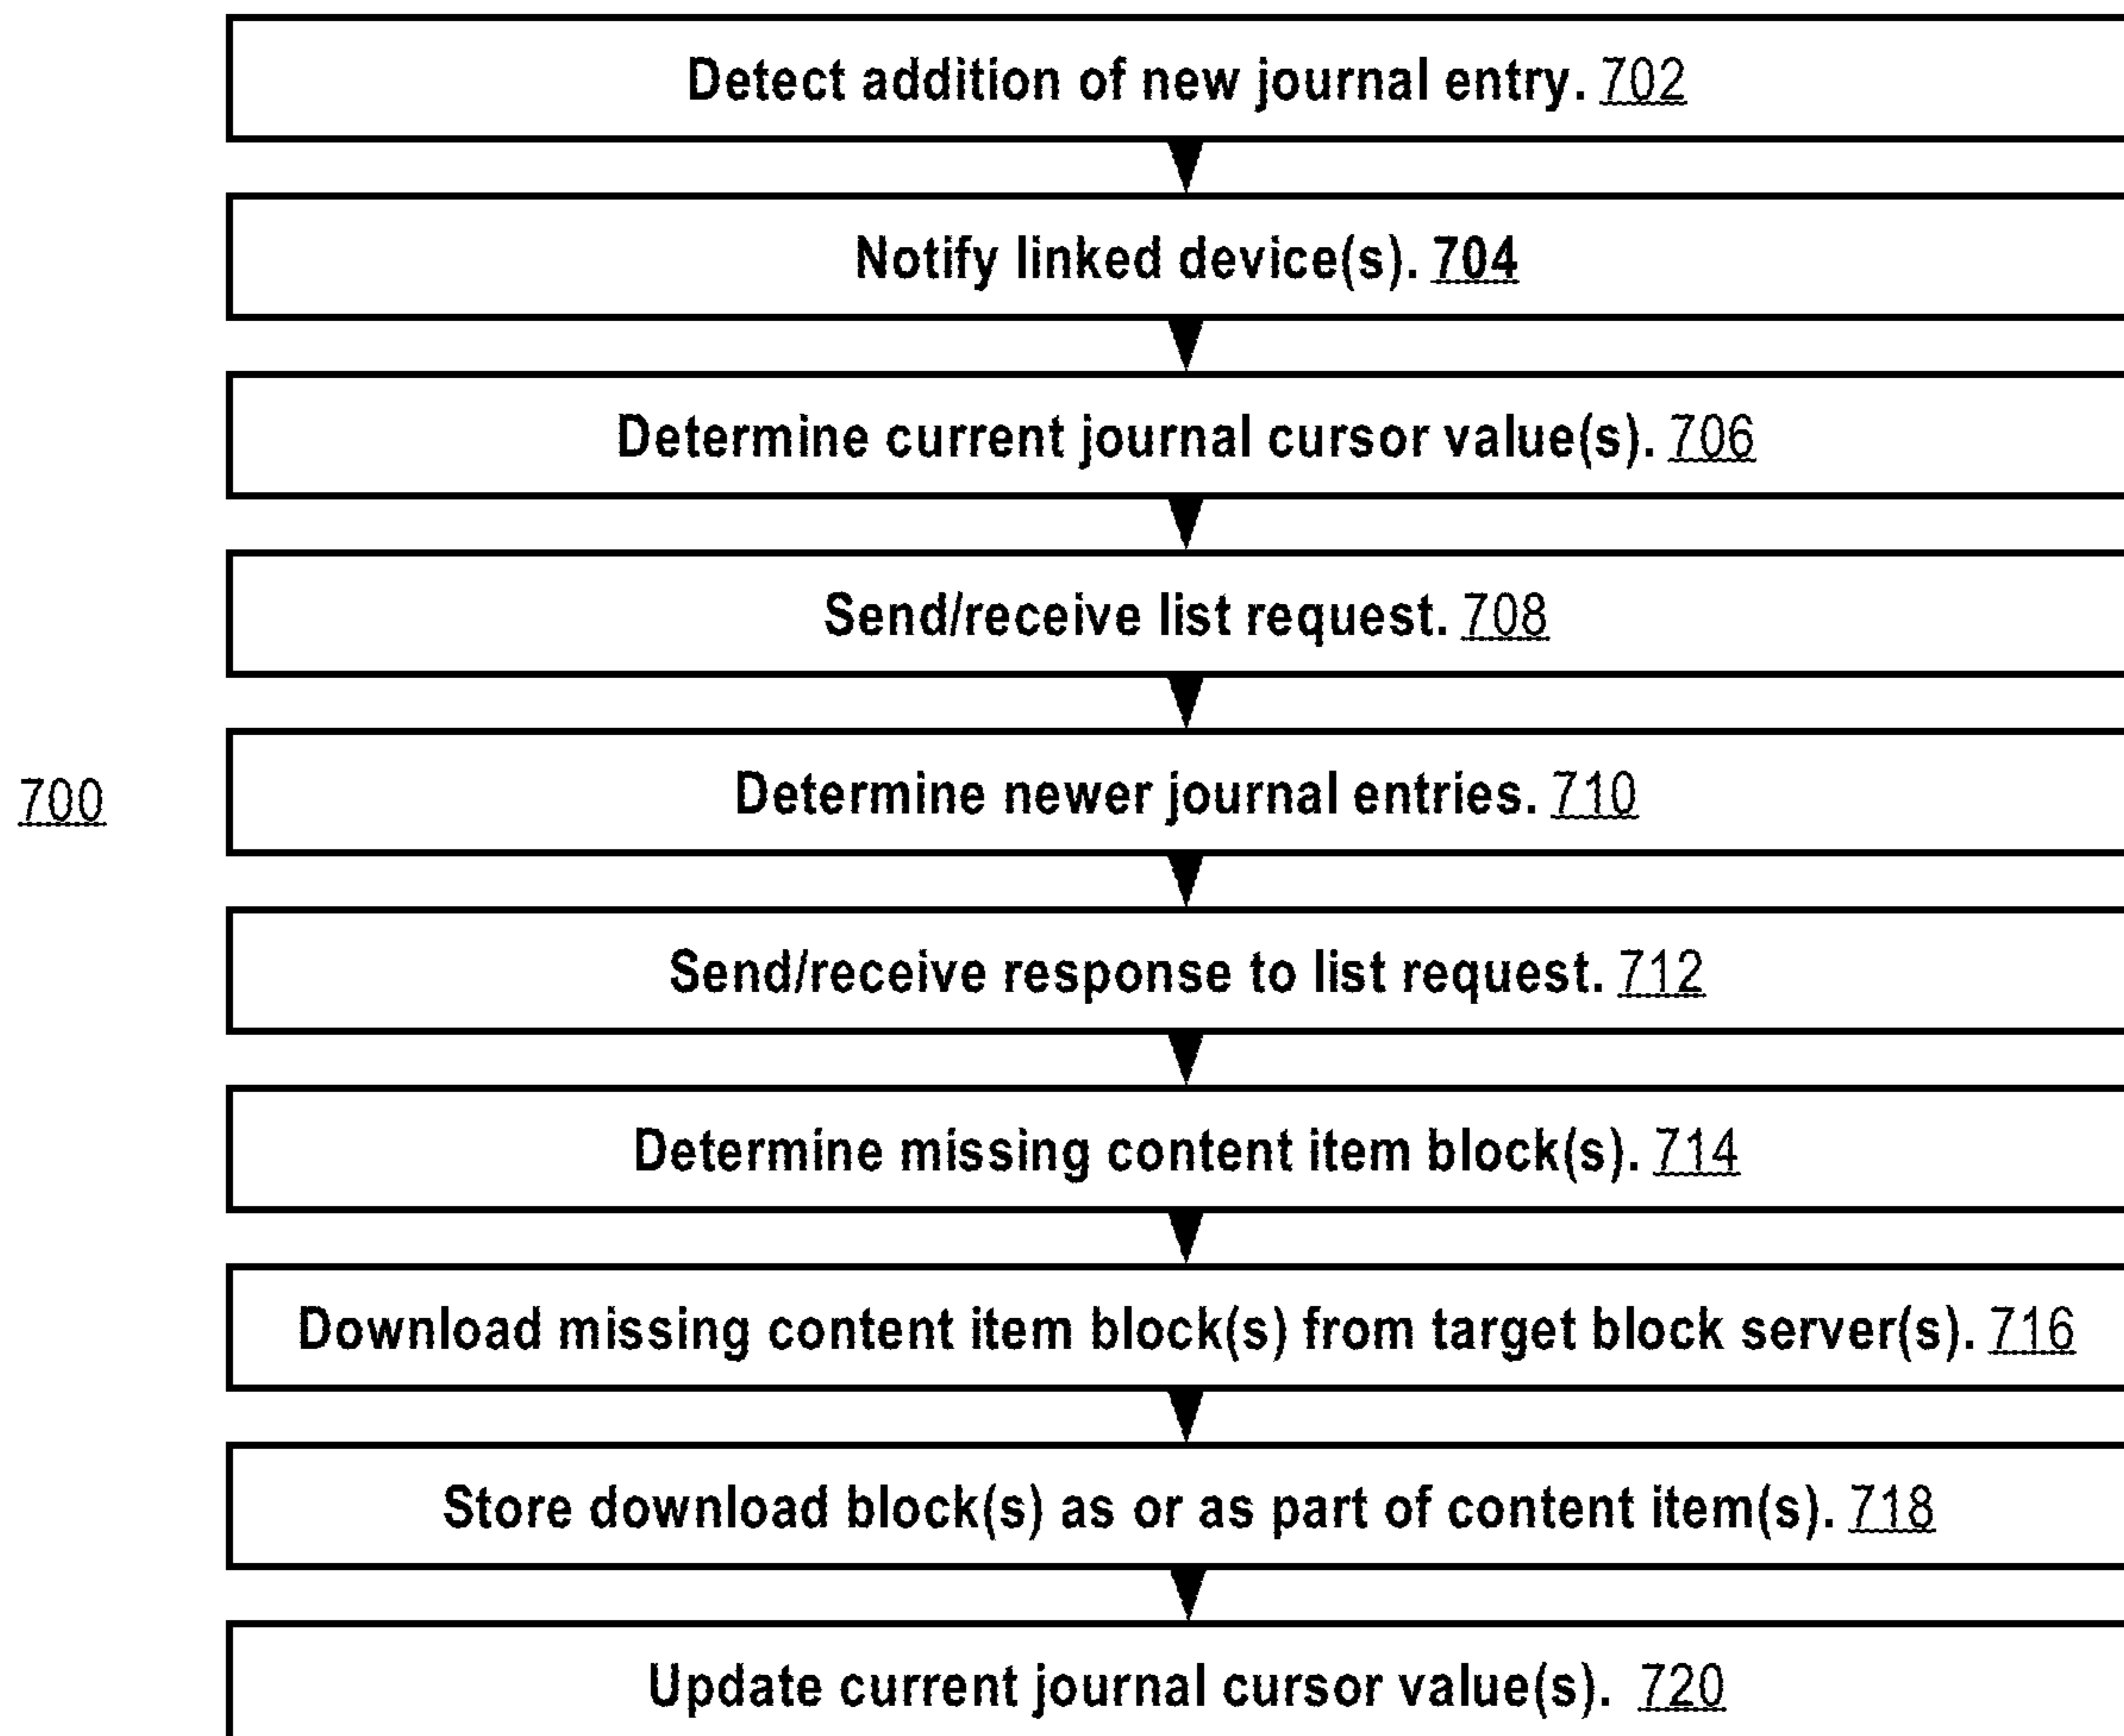 Detect addition of new journal entry. 702
Notify linked device(s). 704
Determine current journal cursor value(s). 706
Send/receive list request. 708
700
Determine newer journal entries. 710
Send/receive response to list request. 712
Determine missing content item block(s). 714
Download missing content item block(s) from target block server(s). 716
Store download block(s) as or as part of content item(s). 718
Update current journal cursor value(s). 720